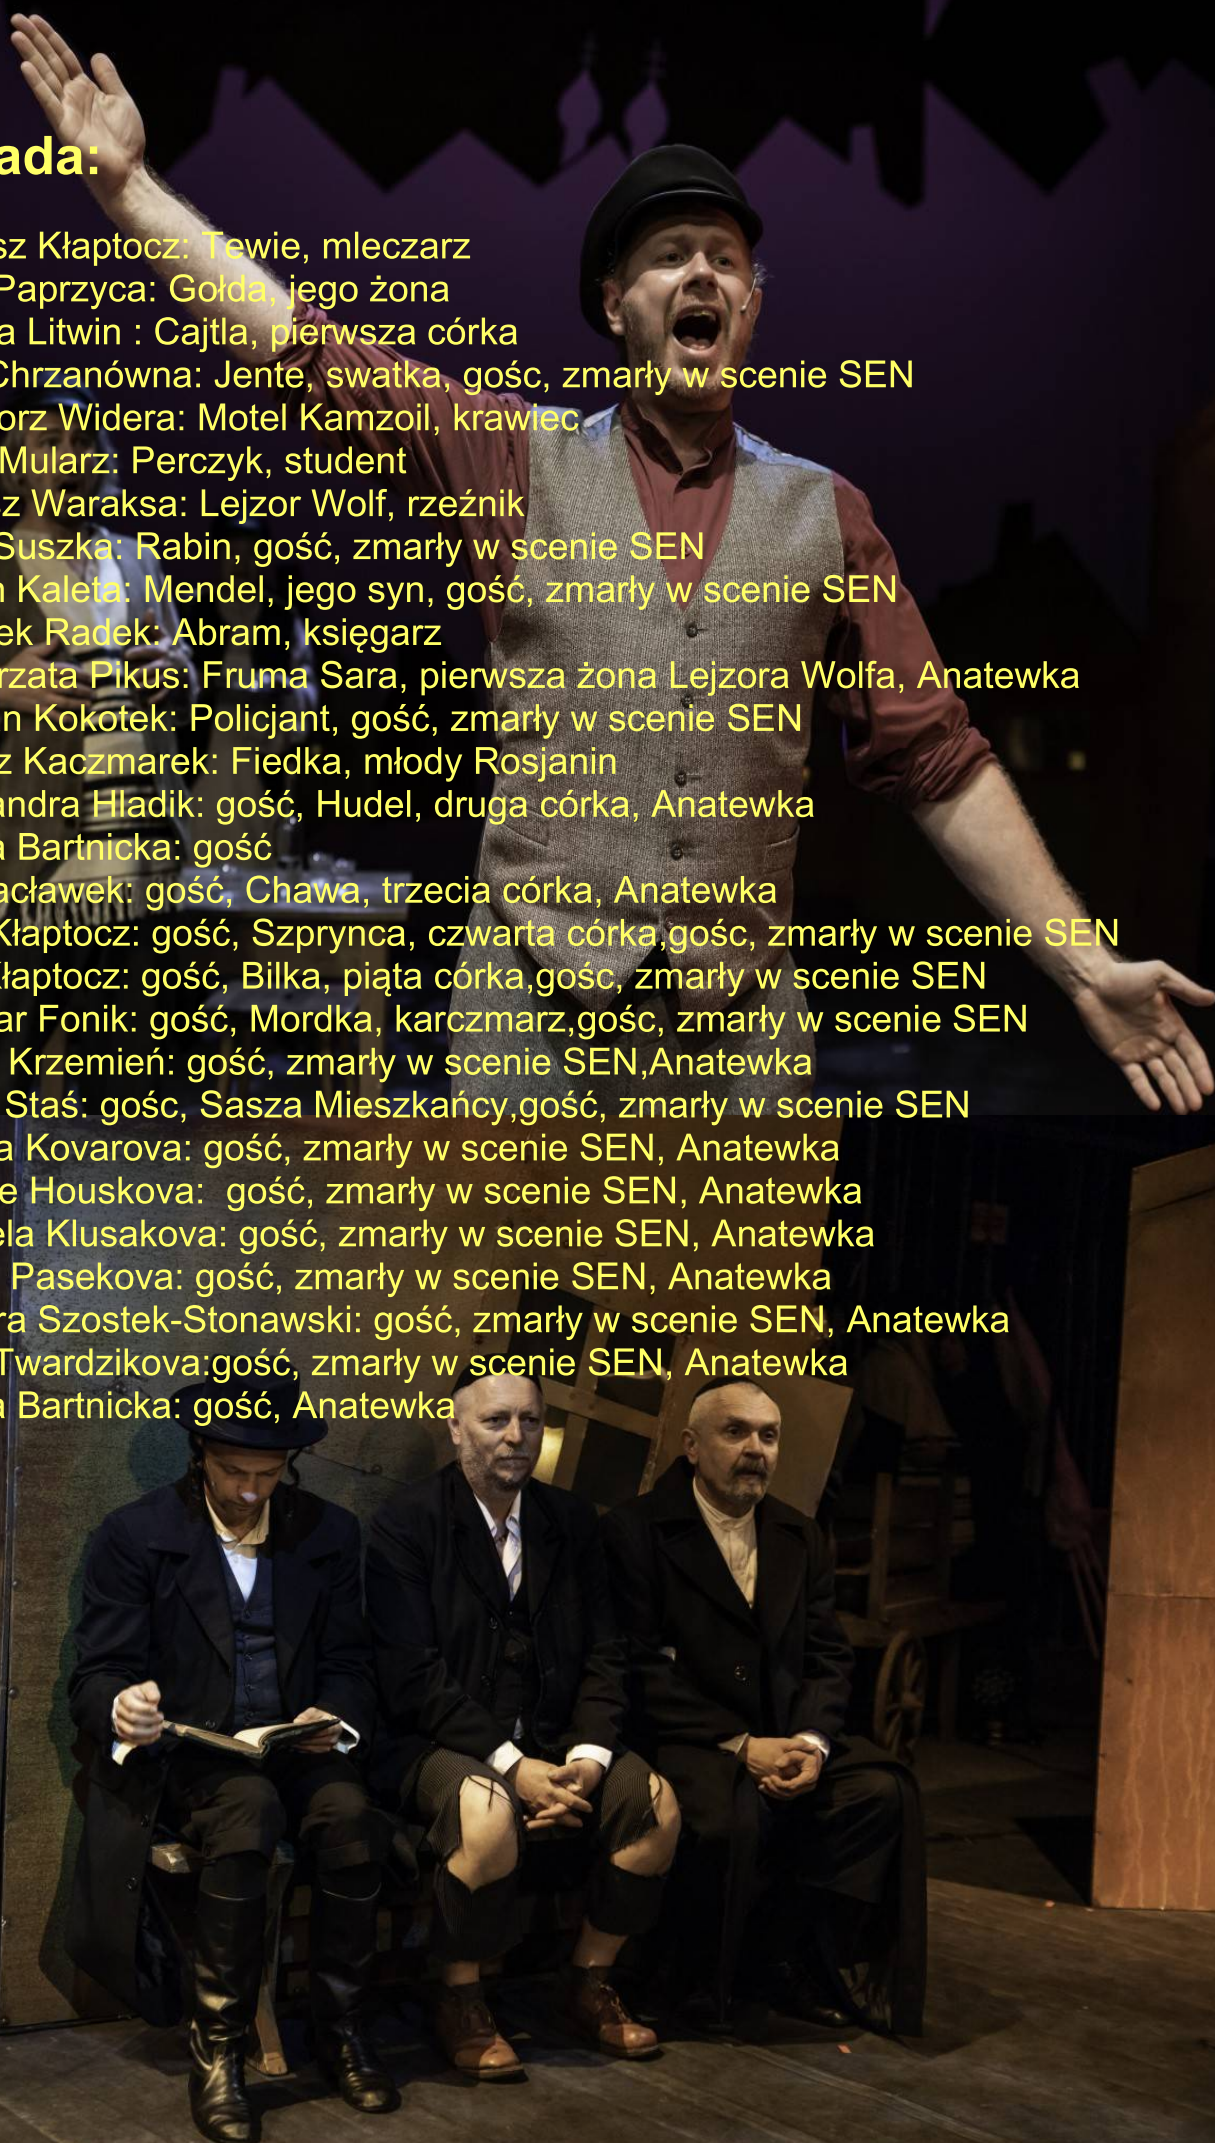 ada:
sz Kłaptocz: Tewie, mleczarz
Paprzyca: Gołda, jego żona
a Litwin : Cajtla, pierwsza córka
Chrzanówna: Jente, swatka, gośc, zmarły w scenie SEN
orz Widera: Motel Kamzoil, krawiec
Mularz: Perczyk, student
sz Waraksa: Lejzor Wolf, rzeźnik
Suszka: Rabin, gość, zmarły w scenie SEN
n Kaleta: Mendel, jego syn, gość, zmarły w scenie SEN
ek Radek: Abram, księgarz
rzata Pikus: Fruma Sara, pierwsza żona Lejzora Wolfa, Anatewka
n Kokotek: Policjant, gość, zmarły w scenie SEN
z Kaczmarek: Fiedka, młody Rosjanin
andra Hladik: gość, Hudel, druga córka, Anatewka
a Bartnicka: gość
acławek: gość, Chawa, trzecia córka, Anatewka
Kłaptocz: gość, Szprynca, czwarta córka,gośc, zmarły w scenie SEN
Kłaptocz: gość, Bilka, piąta córka,gośc, zmarły w scenie SEN
ar Fonik: gość, Mordka, karczmarz,gośc, zmarły w scenie SEN
Krzemień: gość, zmarły w scenie SEN,Anatewka
Staś: gośc, Sasza Mieszkańcy,gość, zmarły w scenie SEN
a Kovarova: gość, zmarły w scenie SEN, Anatewka
e Houskova:  gość, zmarły w scenie SEN, Anatewka
ela Klusakova: gość, zmarły w scenie SEN, Anatewka
Pasekova: gość, zmarły w scenie SEN, Anatewka
ra Szostek-Stonawski: gość, zmarły w scenie SEN, Anatewka
Twardzikova:gość, zmarły w scenie SEN, Anatewka
a Bartnicka: gość, Anatewka